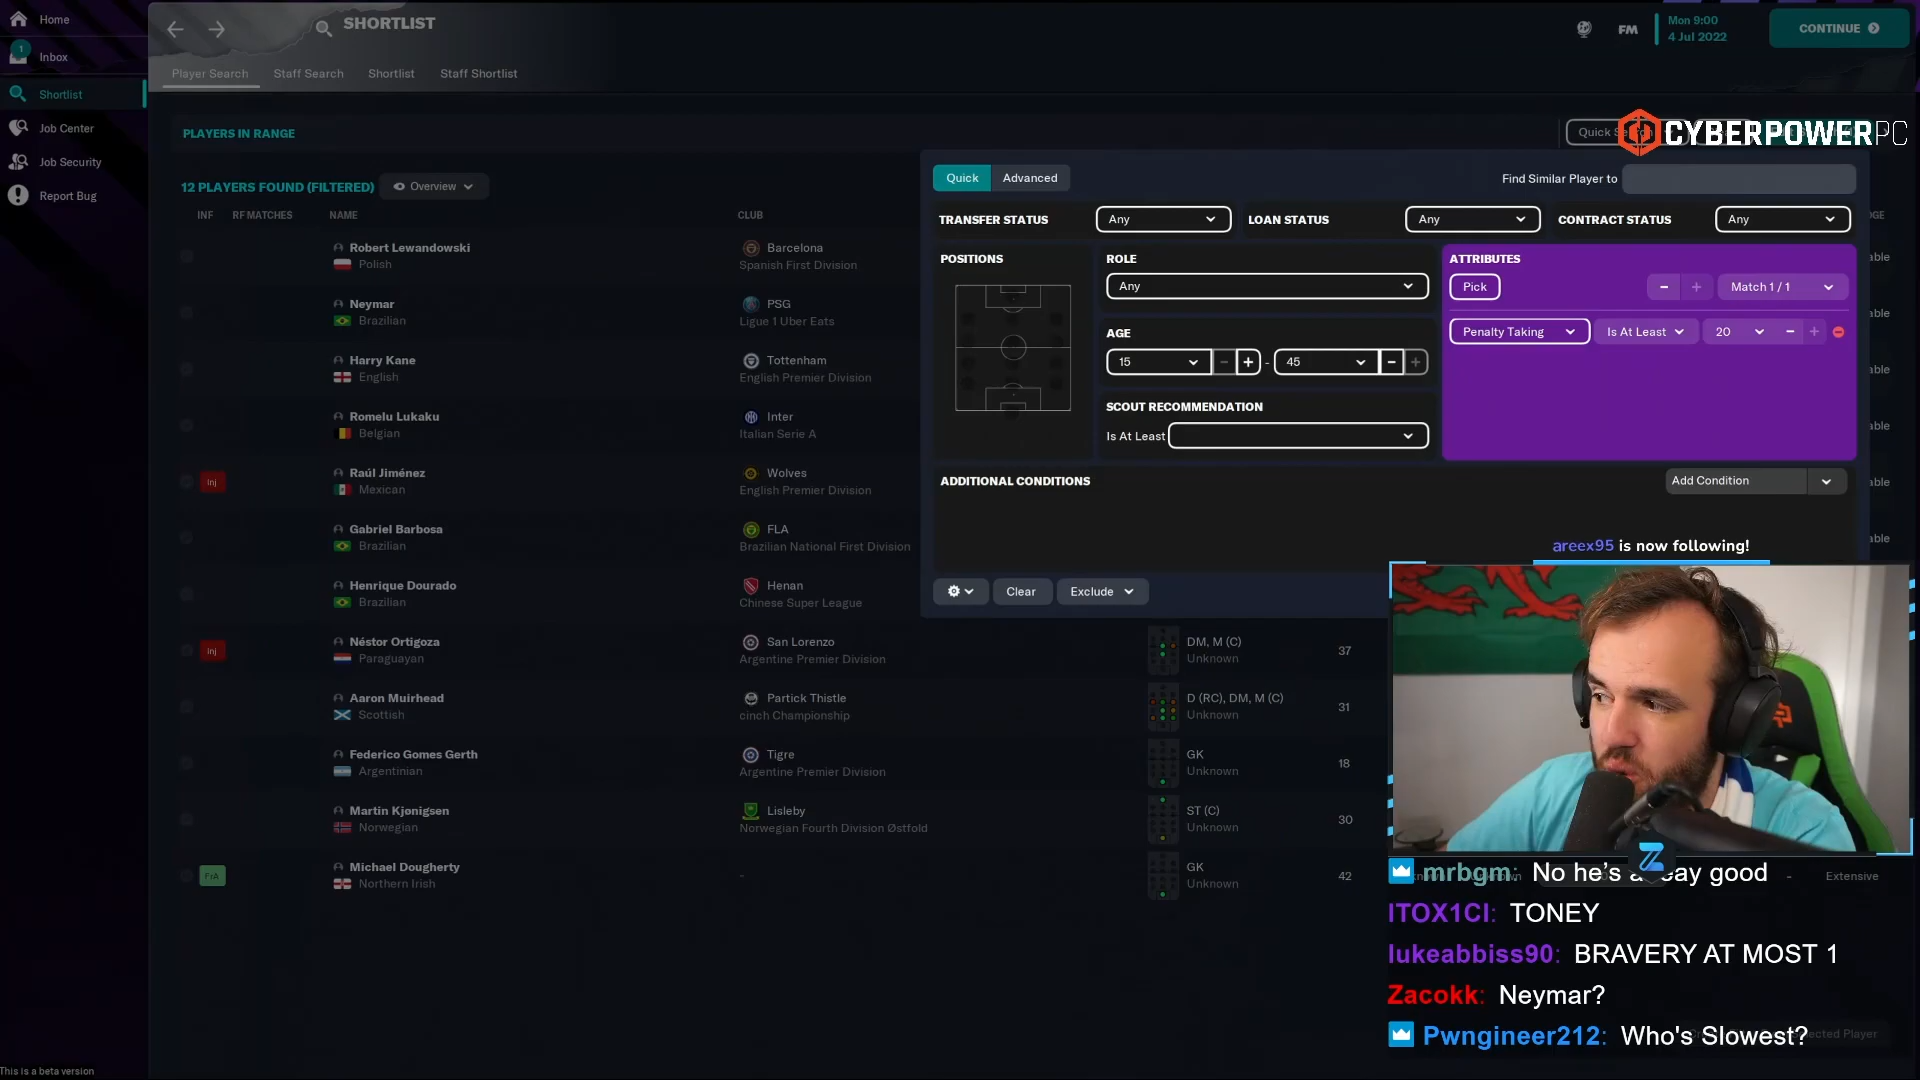 Home
Inbox
1
Shortlist
Job Center
Job Security
Report Bug
This is a beta version
SHORTLIST
Player Search
Staff Search
Shortlist
Staff Shortlist
FM
Mon 9:00
4 Jul 2022
CONTINUE
PLAYERS IN RANGE
CYBERPOWERPC
12 PLAYERS FOUND (FILTERED)
Overview
INF
RF MATCHES
NAME
CLUB
Robert Lewandowski
Polish
Barcelona
Spanish First Division
Neymar
Brazilian
PSG
Ligue 1 Uber Eats
Harry Kane
English
Tottenham
English Premier Division
Romelu Lukaku
Belgian
Inter
Italian Serie A
Inj
Raúl Jiménez
Mexican
Wolves
English Premier Division
Gabriel Barbosa
Brazilian
FLA
Brazilian National First Division
Henrique Dourado
Brazilian
Henan
Chinese Super League
Inj
Néstor Ortigoza
Paraguayan
San Lorenzo
Argentine Premier Division
DM, M (C)
Unknown
37
Aaron Muirhead
Scottish
Partick Thistle
cinch Championship
D (RC), DM, M (C)
Unknown
31
Federico Gomes Gerth
Argentinian
Tigre
Argentine Premier Division
GK
Unknown
18
Martin Kjønigsen
Norwegian
Lisleby
Norwegian Fourth Division Østfold
ST (C)
Unknown
30
FrA
Michael Dougherty
Northern Irish
-
GK
Unknown
42
-
Extensive
Quick
Advanced
Find Similar Player to
TRANSFER STATUS
Any
LOAN STATUS
Any
CONTRACT STATUS
Any
POSITIONS
ROLE
Any
AGE
15
-
45
SCOUT RECOMMENDATION
Is At Least
ATTRIBUTES
Pick
Match 1 / 1
Penalty Taking
Is At Least
20
ADDITIONAL CONDITIONS
Add Condition
Clear
Exclude
areex95 is now following!
mrbgm: No he's good
ITOX1CI: TONEY
lukeabbiss90: BRAVERY AT MOST 1
Zacokk: Neymar?
Pwngineer212: Who's Slowest?